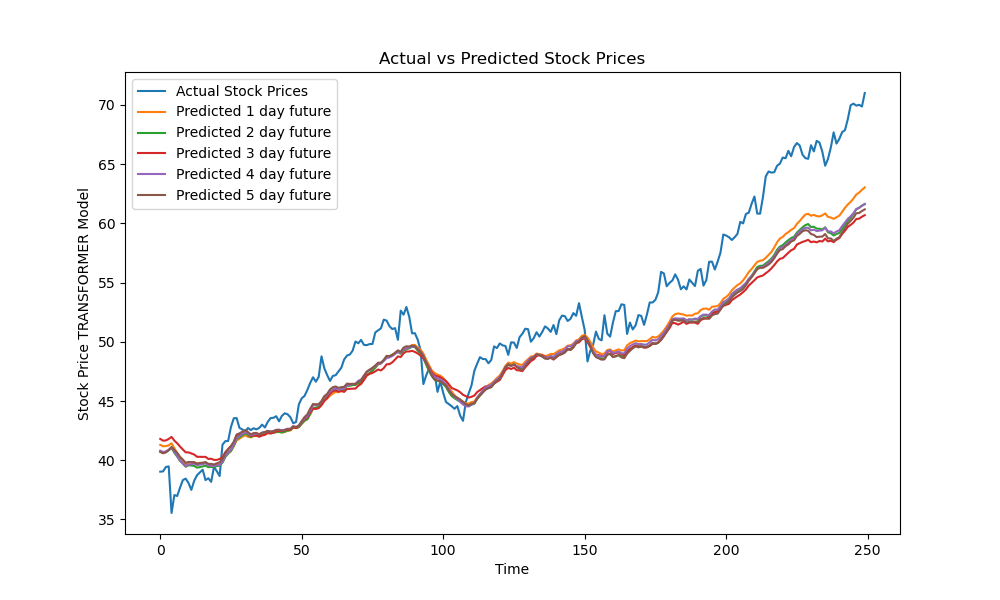 Actual vs Predicted Stock Prices
Actual Stock Prices
Predicted 1 day future
Predicted 2 day future
Predicted 3 day future
Predicted 4 day future
Predicted 5 day future
Stock Price TRANSFORMER Model
70
65
60
55
50
45
40
35
0
50
100
150
200
250
Time